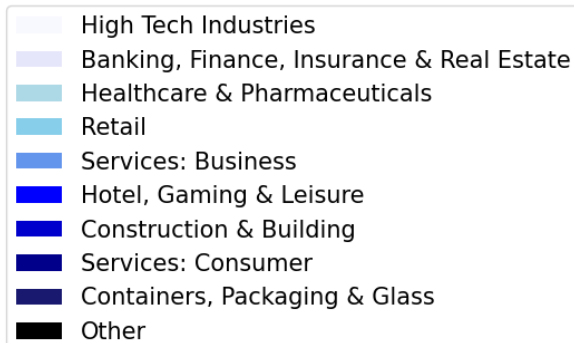 High Tech Industries
Banking, Finance, Insurance & Real Estate
Healthcare & Pharmaceuticals
Retail
Services: Business
Hotel, Gaming & Leisure
Construction & Building
Services: Consumer
Containers, Packaging & Glass
Other